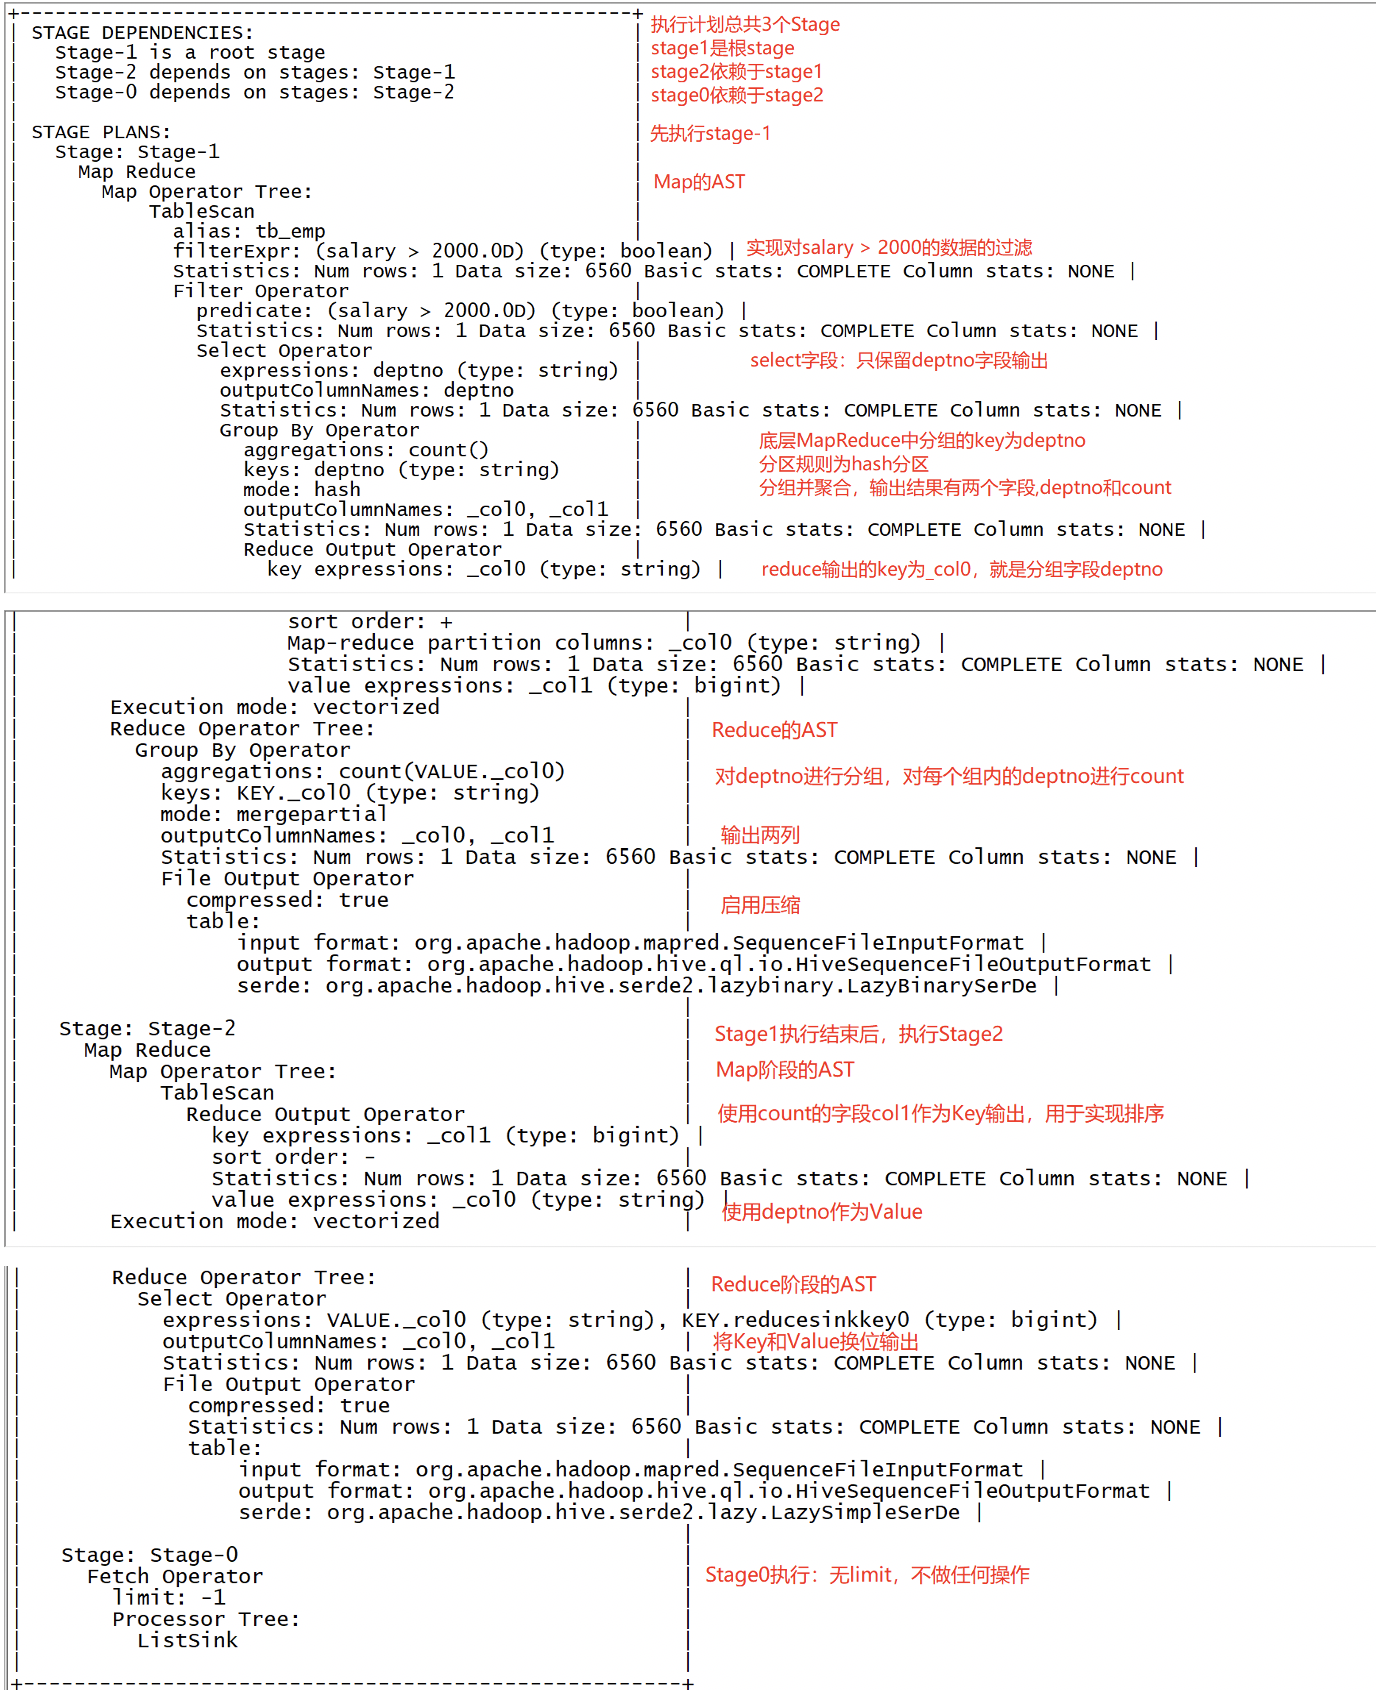 +----------------------------------------------------+
| STAGE DEPENDENCIES: | 执行计划总共3个Stage
| Stage-1 is a root stage | stage1是根stage
| Stage-2 depends on stages: Stage-1 | stage2依赖于stage1
| Stage-0 depends on stages: Stage-2 | stage0依赖于stage2
| |
| STAGE PLANS: | 先执行stage-1
| Stage: Stage-1 |
| Map Reduce |
| Map Operator Tree: | Map的AST
| TableScan |
| alias: tb_emp |
| filterExpr: (salary > 2000.0D) (type: boolean) | 实现对salary > 2000的数据的过滤
| Statistics: Num rows: 1 Data size: 6560 Basic stats: COMPLETE Column stats: NONE |
| Filter Operator |
| predicate: (salary > 2000.0D) (type: boolean) |
| Statistics: Num rows: 1 Data size: 6560 Basic stats: COMPLETE Column stats: NONE |
| Select Operator | select字段：只保留deptno字段输出
| expressions: deptno (type: string) |
| outputColumnNames: deptno |
| Statistics: Num rows: 1 Data size: 6560 Basic stats: COMPLETE Column stats: NONE |
| Group By Operator | 底层MapReduce中分组的key为deptno
| aggregations: count() |
| keys: deptno (type: string) | 分区规则为hash分区
| mode: hash | 分组并聚合，输出结果有两个字段,deptno和count
| outputColumnNames: _col0, _col1 |
| Statistics: Num rows: 1 Data size: 6560 Basic stats: COMPLETE Column stats: NONE |
| Reduce Output Operator |
| key expressions: _col0 (type: string) | reduce输出的key为_col0，就是分组字段deptno
| sort order: + |
| Map-reduce partition columns: _col0 (type: string) |
| Statistics: Num rows: 1 Data size: 6560 Basic stats: COMPLETE Column stats: NONE |
| value expressions: _col1 (type: bigint) |
| Execution mode: vectorized |
| Reduce Operator Tree: | Reduce的AST
| Group By Operator |
| aggregations: count(VALUE._col0) | 对deptno进行分组，对每个组内的deptno进行count
| keys: KEY._col0 (type: string) |
| mode: mergepartial |
| outputColumnNames: _col0, _col1 | 输出两列
| Statistics: Num rows: 1 Data size: 6560 Basic stats: COMPLETE Column stats: NONE |
| File Output Operator |
| compressed: true | 启用压缩
| table: |
| input format: org.apache.hadoop.mapred.SequenceFileInputFormat |
| output format: org.apache.hadoop.hive.ql.io.HiveSequenceFileOutputFormat |
| serde: org.apache.hadoop.hive.serde2.lazybinary.LazyBinarySerDe |
| |
| Stage: Stage-2 | Stage1执行结束后，执行Stage2
| Map Reduce |
| Map Operator Tree: | Map阶段的AST
| TableScan |
| Reduce Output Operator | 使用count的字段col1作为Key输出，用于实现排序
| key expressions: _col1 (type: bigint) |
| sort order: - |
| Statistics: Num rows: 1 Data size: 6560 Basic stats: COMPLETE Column stats: NONE |
| value expressions: _col0 (type: string) | 使用deptno作为Value
| Execution mode: vectorized |
| Reduce Operator Tree: | Reduce阶段的AST
| Select Operator |
| expressions: VALUE._col0 (type: string), KEY.reducesinkkey0 (type: bigint) |
| outputColumnNames: _col0, _col1 | 将Key和Value换位输出
| Statistics: Num rows: 1 Data size: 6560 Basic stats: COMPLETE Column stats: NONE |
| File Output Operator |
| compressed: true |
| Statistics: Num rows: 1 Data size: 6560 Basic stats: COMPLETE Column stats: NONE |
| table: |
| input format: org.apache.hadoop.mapred.SequenceFileInputFormat |
| output format: org.apache.hadoop.hive.ql.io.HiveSequenceFileOutputFormat |
| serde: org.apache.hadoop.hive.serde2.lazy.LazySimpleSerDe |
| |
| Stage: Stage-0 |
| Fetch Operator | Stage0执行：无limit，不做任何操作
| limit: -1 |
| Processor Tree: |
| ListSink |
| |
+----------------------------------------------------+